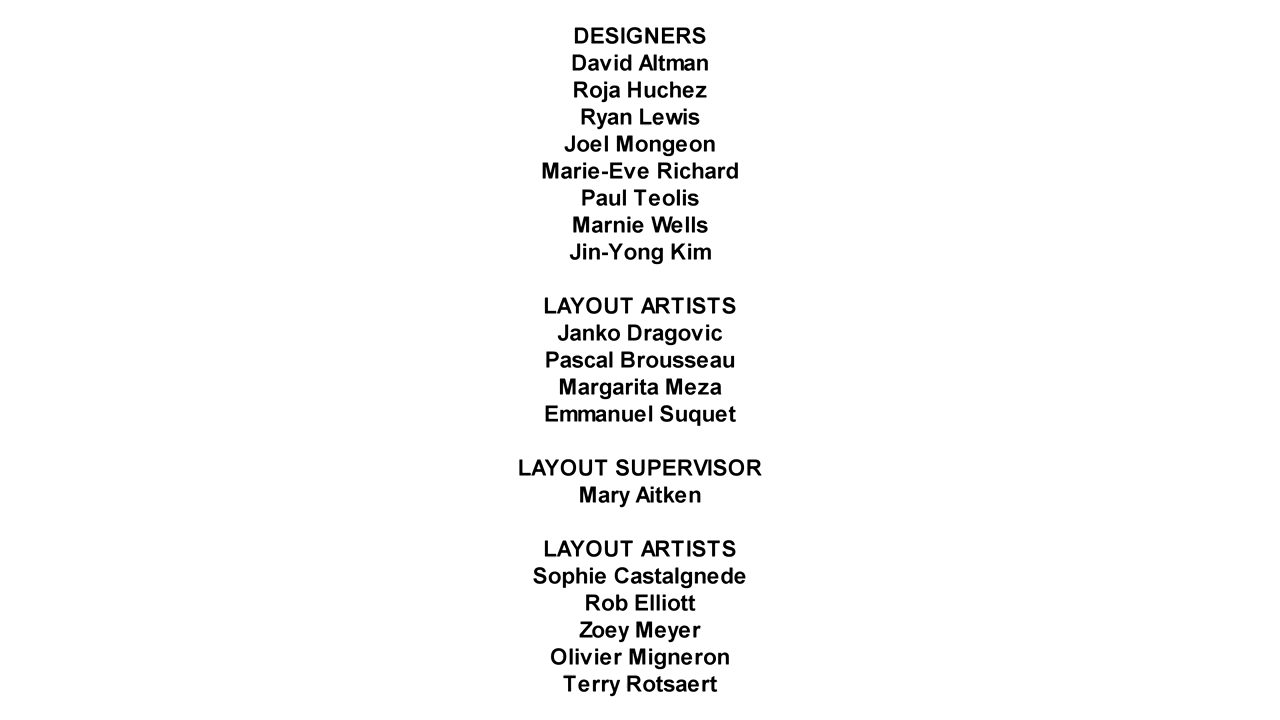 DESIGNERS
David Altman
Roja Huchez
Ryan Lewis
Joel Mongeon
Marie-Eve Richard
Paul Teolis
Marnie Wells
Jin-Yong Kim
LAYOUT ARTISTS
Janko Dragovic
Pascal Brousseau
Margarita Meza
Emmanuel Suquet
LAYOUT SUPERVISOR
Mary Aitken
LAYOUT ARTISTS
Sophie Castalgnede
Rob Elliott
Zoey Meyer
Olivier Migneron
Terry Rotsaert